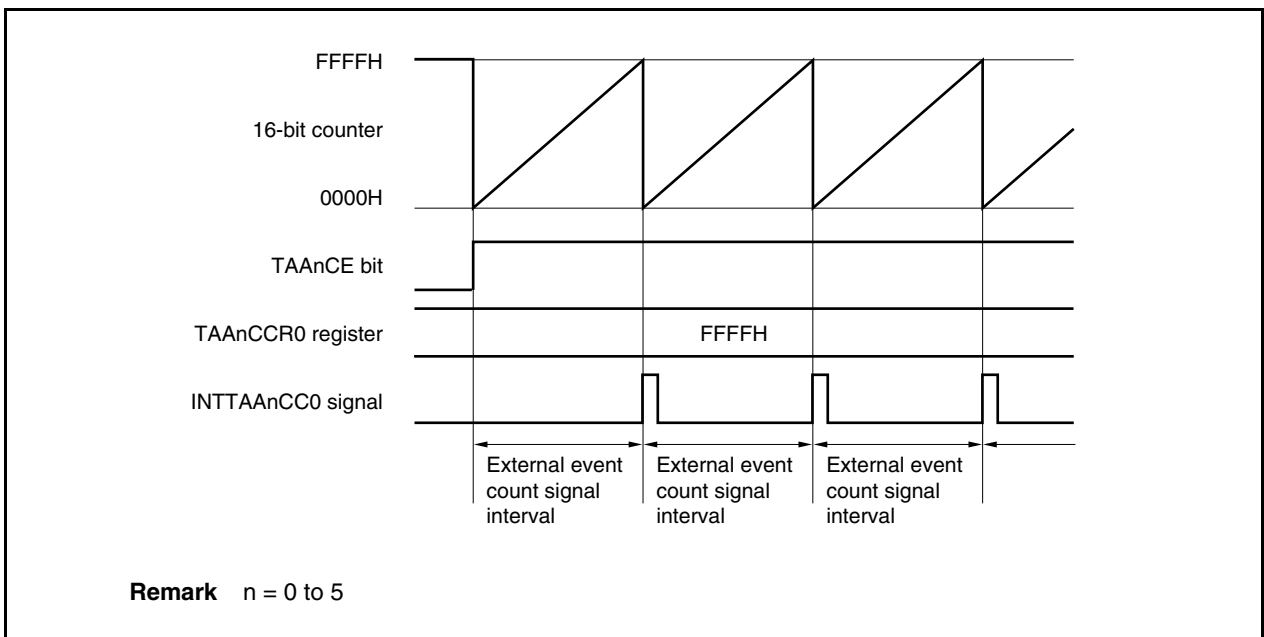 FFFFH
16-bit counter
0000H
TAAnCE bit
TAAnCCR0 register
FFFFH
INTTAAnCC0 signal
External event
count signal
interval
External event
count signal
interval
External event
count signal
interval
Remark n = 0 to 5